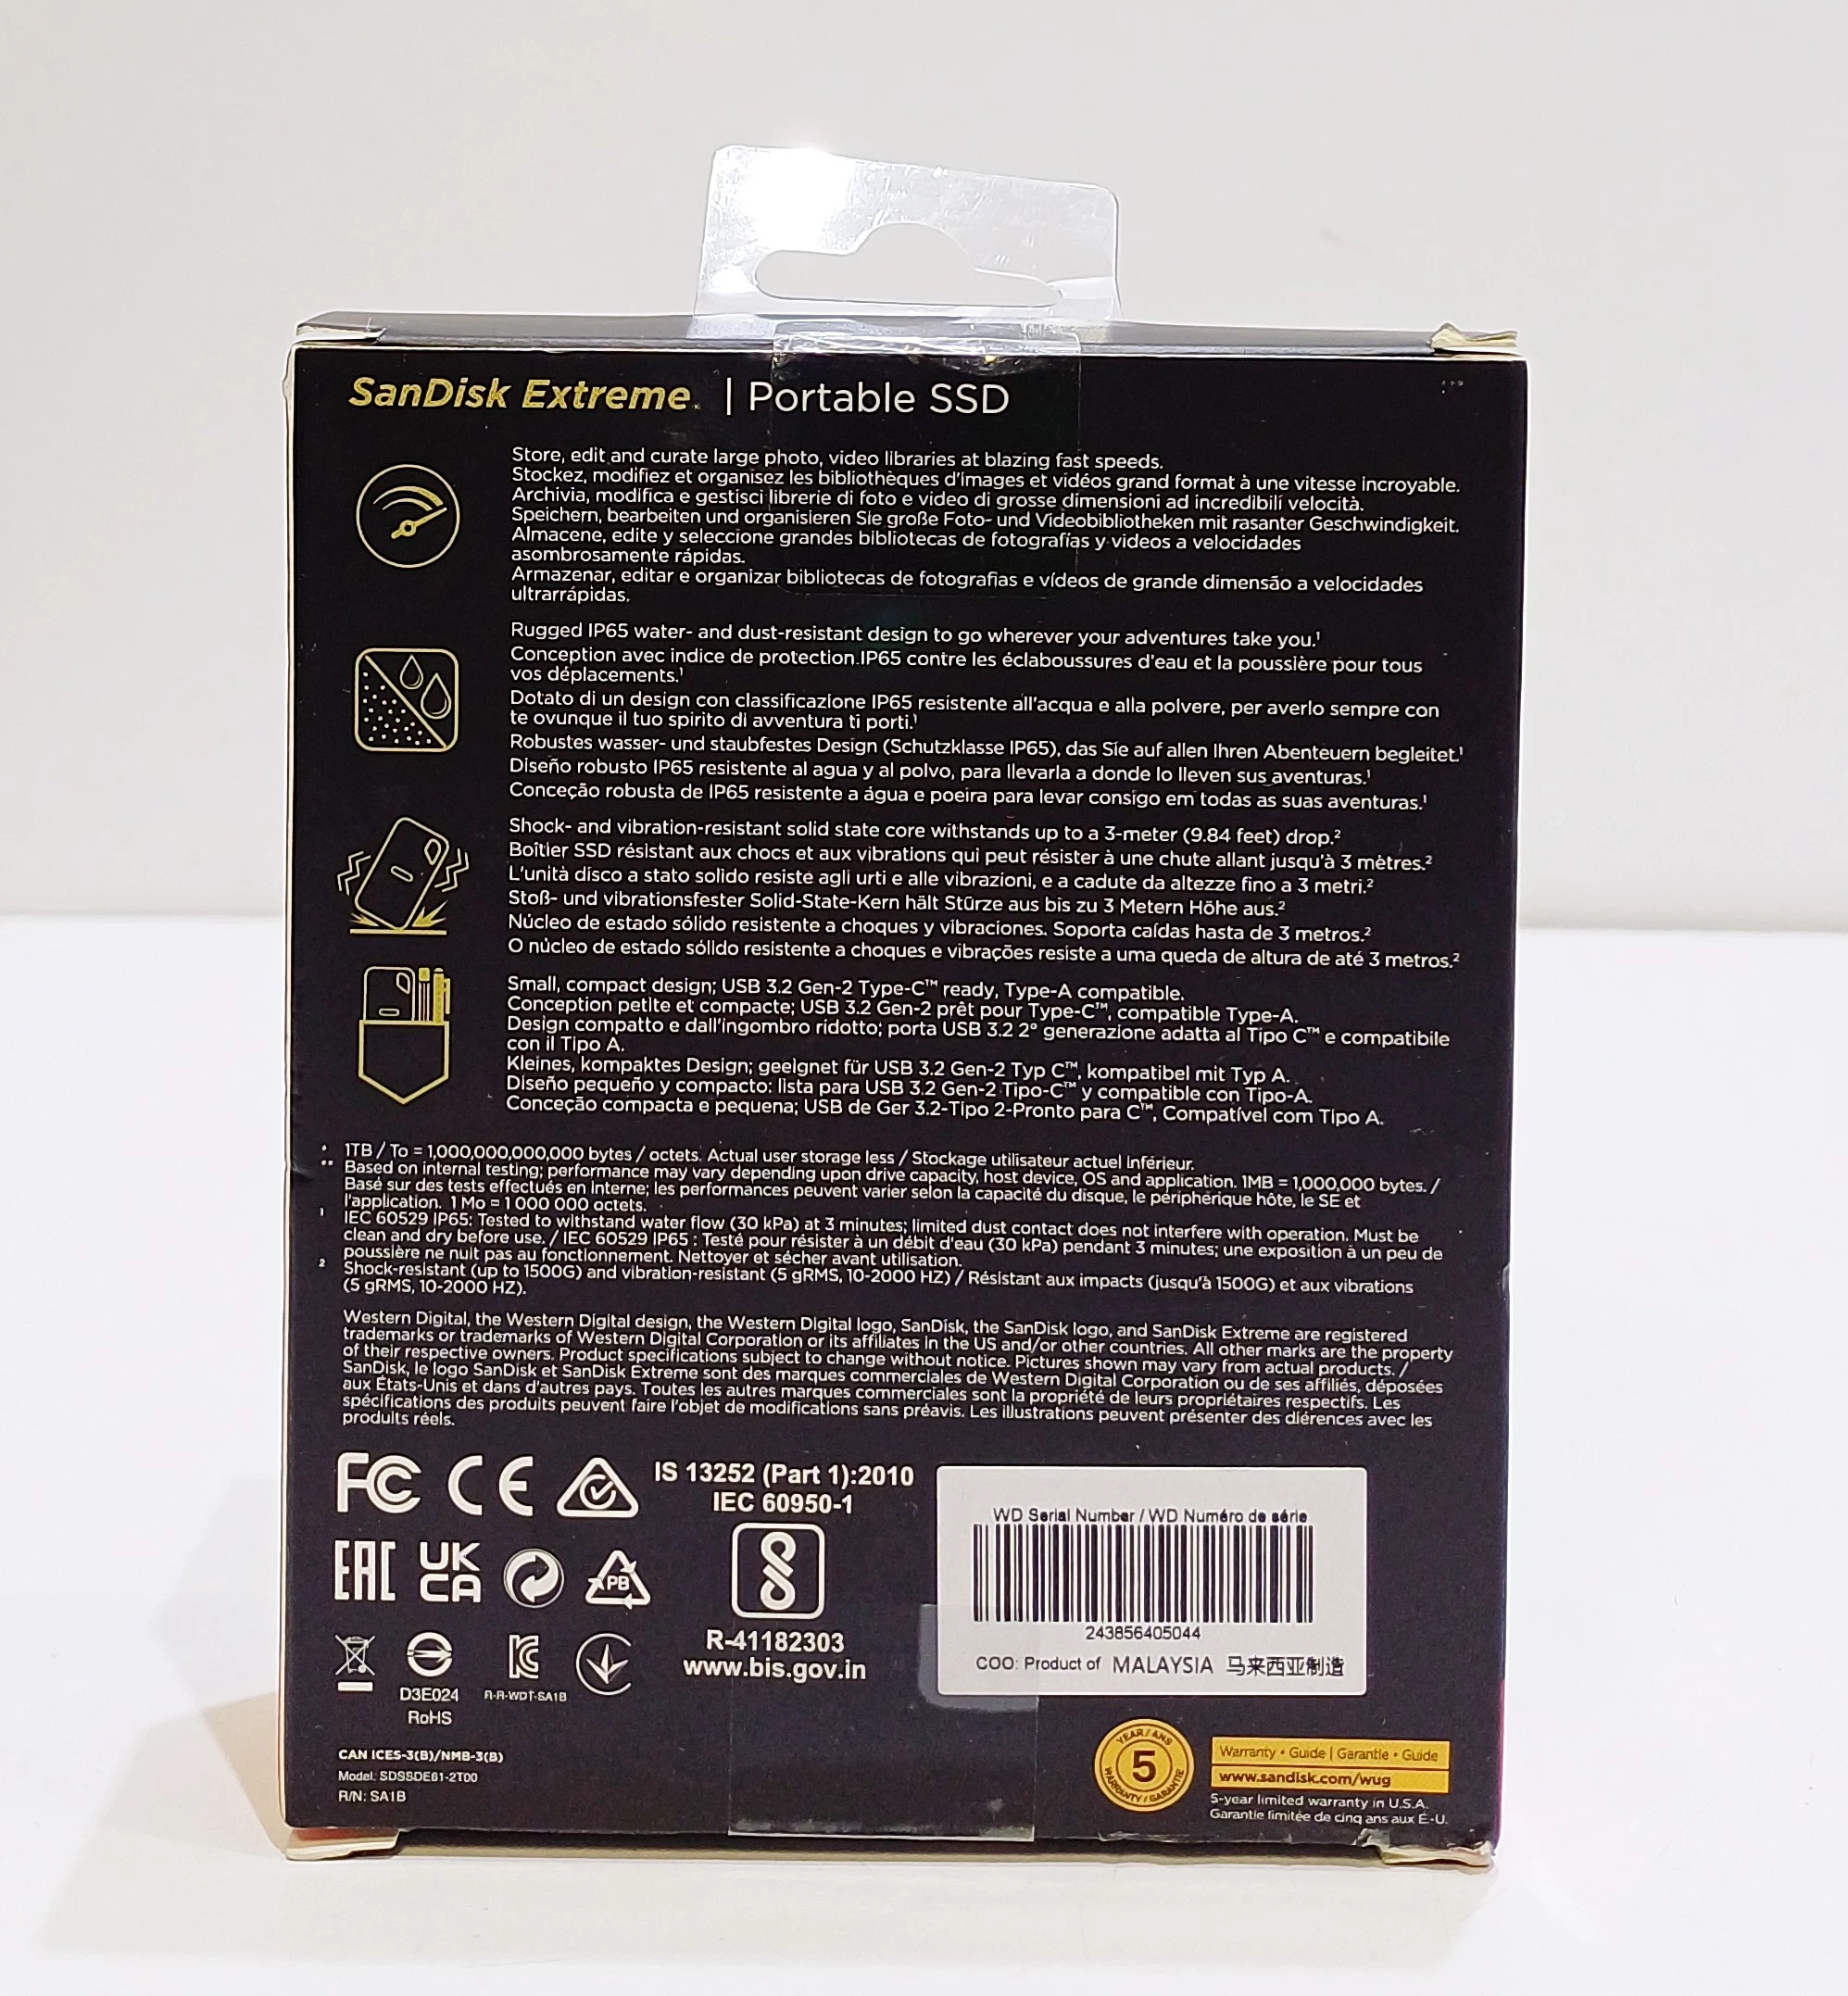 SanDisk Extreme. | Portable SSD
Store, edit and curate large photo, video libraries at blazing fast speeds.
Stockez, modifiez et organisez les bibliothèques d'images et vidéos grand format à une vitesse incroyable.
Archivia, modifica e gestisci librerie di foto e video di grosse dimensioni ad incredibili velocità.
Speichern, bearbeiten und organisieren Sie große Foto- und Videobibliotheken mit rasanter Geschwindigkeit.
Almacene, edite y seleccione grandes bibliotecas de fotografías y videos a velocidades
asombrosamente rápidas.
Armazenar, editar e organizar bibliotecas de fotografias e vídeos de grande dimensão a velocidades
ultrarrápidas.
Rugged IP65 water- and dust-resistant design to go wherever your adventures take you.¹
Conception avec indice de protection IP65 contre les éclaboussures d'eau et la poussière pour tous
vos déplacements.¹
Dotato di un design con classificazione IP65 resistente all'acqua e alla polvere, per averlo sempre con
te ovunque il tuo spirito di avventura ti porti.¹
Robustes wasser- und staubfestes Design (Schutzklasse IP65), das Sie auf allen Ihren Abenteuern begleitet.¹
Diseño robusto IP65 resistente al agua y al polvo, para llevarla a donde lo lleven sus aventuras.¹
Conceção robusta de IP65 resistente a água e poeira para levar consigo em todas as suas aventuras.¹
Shock- and vibration-resistant solid state core withstands up to a 3-meter (9.84 feet) drop.²
Boîtier SSD résistant aux chocs et aux vibrations qui peut résister à une chute allant jusqu'à 3 mètres.²
L'unità disco a stato solido resiste agli urti e alle vibrazioni, e a cadute da altezze fino a 3 metri.²
Stoß- und vibrationsfester Solid-State-Kern hält Stürze aus bis zu 3 Metern Höhe aus.²
Núcleo de estado sólido resistente a choques y vibraciones. Soporta caídas hasta de 3 metros.²
O núcleo de estado sólido resistente a choques e vibrações resiste a uma queda de altura de até 3 metros.²
Small, compact design; USB 3.2 Gen-2 Type-C™ ready, Type-A compatible.
Conception petite et compacte; USB 3.2 Gen-2 prêt pour Type-C™, compatible Type-A.
Design compatto e dall'ingombro ridotto; porta USB 3.2 2° generazione adatta al Tipo C™ e compatibile
con il Tipo A.
Kleines, kompaktes Design; geeignet für USB 3.2 Gen-2 Typ C™, kompatibel mit Typ A.
Diseño pequeño y compacto: lista para USB 3.2 Gen-2 Tipo-C™ y compatible con Tipo-A.
Conceção compacta e pequena; USB de Ger 3.2-Tipo 2-Pronto para C™, Compatível com Tipo A.
* 1TB / To = 1,000,000,000,000 bytes / octets. Actual user storage less / Stockage utilisateur actuel inférieur.
** Based on internal testing; performance may vary depending upon drive capacity, host device, OS and application. 1MB = 1,000,000 bytes. /
Basé sur des tests effectués en interne; les performances peuvent varier selon la capacité du disque, le périphérique hôte, le SE et
l'application. 1 Mo = 1 000 000 octets.
¹ IEC 60529 IP65: Tested to withstand water flow (30 kPa) at 3 minutes; limited dust contact does not interfere with operation. Must be
clean and dry before use. / IEC 60529 IP65 : Testé pour résister à un débit d'eau (30 kPa) pendant 3 minutes; une exposition à un peu de
poussière ne nuit pas au fonctionnement. Nettoyer et sécher avant utilisation.
² Shock-resistant (up to 1500G) and vibration-resistant (5 gRMS, 10-2000 HZ) / Résistant aux impacts (jusqu'à 1500G) et aux vibrations
(5 gRMS, 10-2000 HZ).
Western Digital, the Western Digital design, the Western Digital logo, SanDisk, the SanDisk logo, and SanDisk Extreme are registered
trademarks or trademarks of Western Digital Corporation or its affiliates in the US and/or other countries. All other marks are the property
of their respective owners. Product specifications subject to change without notice. Pictures shown may vary from actual products. /
SanDisk, le logo SanDisk et SanDisk Extreme sont des marques commerciales de Western Digital Corporation ou de ses affiliés, déposées
aux États-Unis et dans d'autres pays. Toutes les autres marques commerciales sont la propriété de leurs propriétaires respectifs. Les
spécifications des produits peuvent faire l'objet de modifications sans préavis. Les illustrations peuvent présenter des diérences avec les
produits réels.
FC CE
IS 13252 (Part 1):2010
IEC 60950-1
EAC UK CA PB
R-41182303
www.bis.gov.in
D3E024
RoHS
R-R-WDT-SA1B
CAN ICES-3(B)/NMB-3(B)
Model: SDSSDE61-2T00
R/N: SA1B
WD Serial Number / WD Numéro de série
243856405044
COO: Product of MALAYSIA 马来西亚制造
YEAR / ANS
5
WARRANTY / GARANTIE
Warranty • Guide | Garantie • Guide
www.sandisk.com/wug
5-year limited warranty in U.S.A.
Garantie limitée de cinq ans aux É-U.